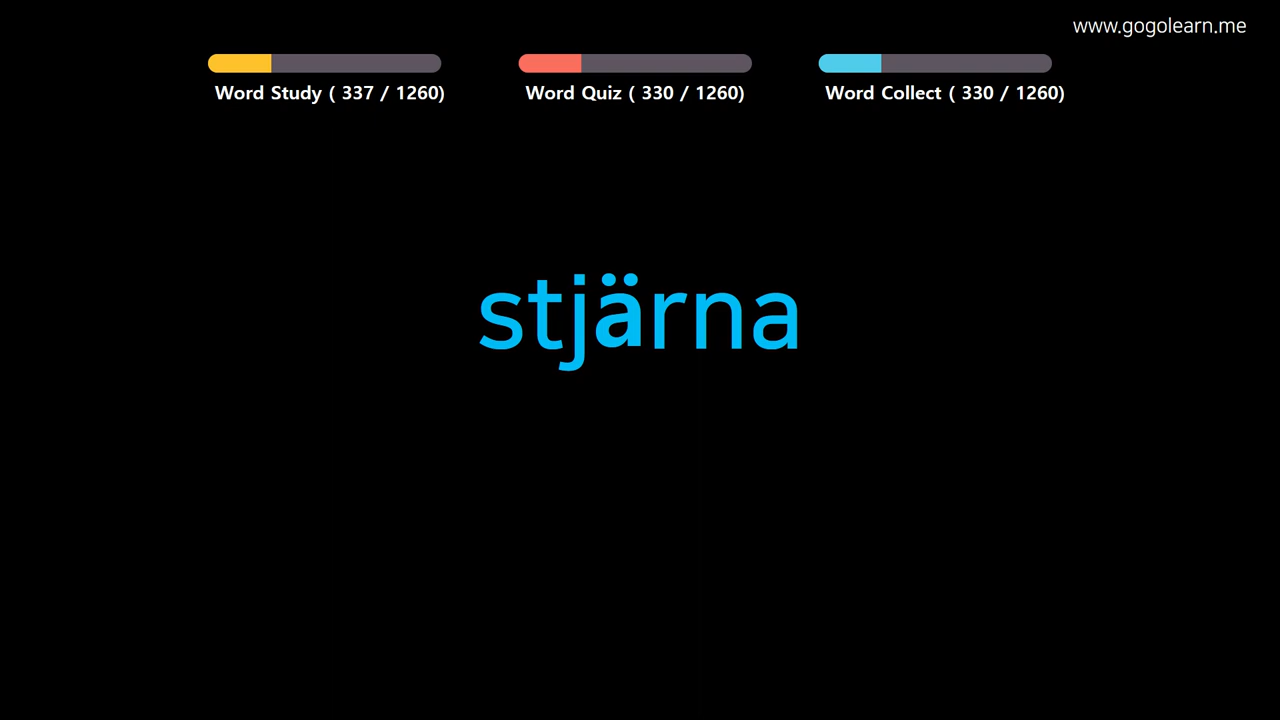 www.gogolearn.me
Word Study ( 337 / 1260)
Word Quiz ( 330 / 1260)
Word Collect ( 330 / 1260)
stjärna